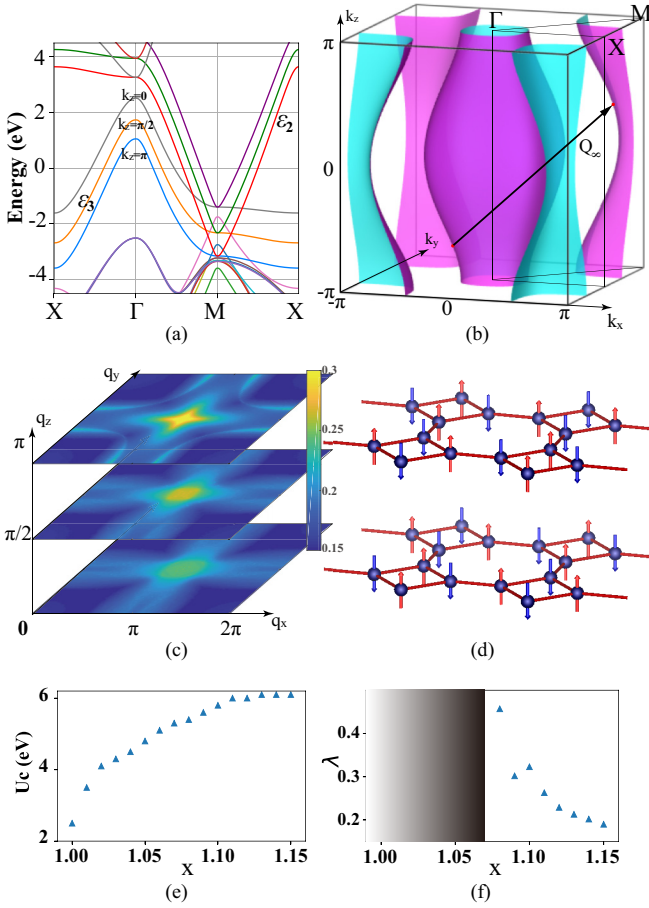 4
2
0
-2
-4
Energy (eV)
k_z=0
k_z=π/2
k_z=π
ε₂
ε₃
X
Γ
M
X
(a)
k_z
π
0
-π
-π
0
π
k_x
k_y
Γ
M
X
Q_∞
(b)
q_y
q_z
π
π/2
0
π
2π
q_x
0.3
0.25
0.2
0.15
(c)
(d)
6
4
2
Uc (eV)
1.00
1.05
1.10
1.15
X
(e)
0.4
0.3
0.2
λ
1.00
1.05
1.10
1.15
X
(f)